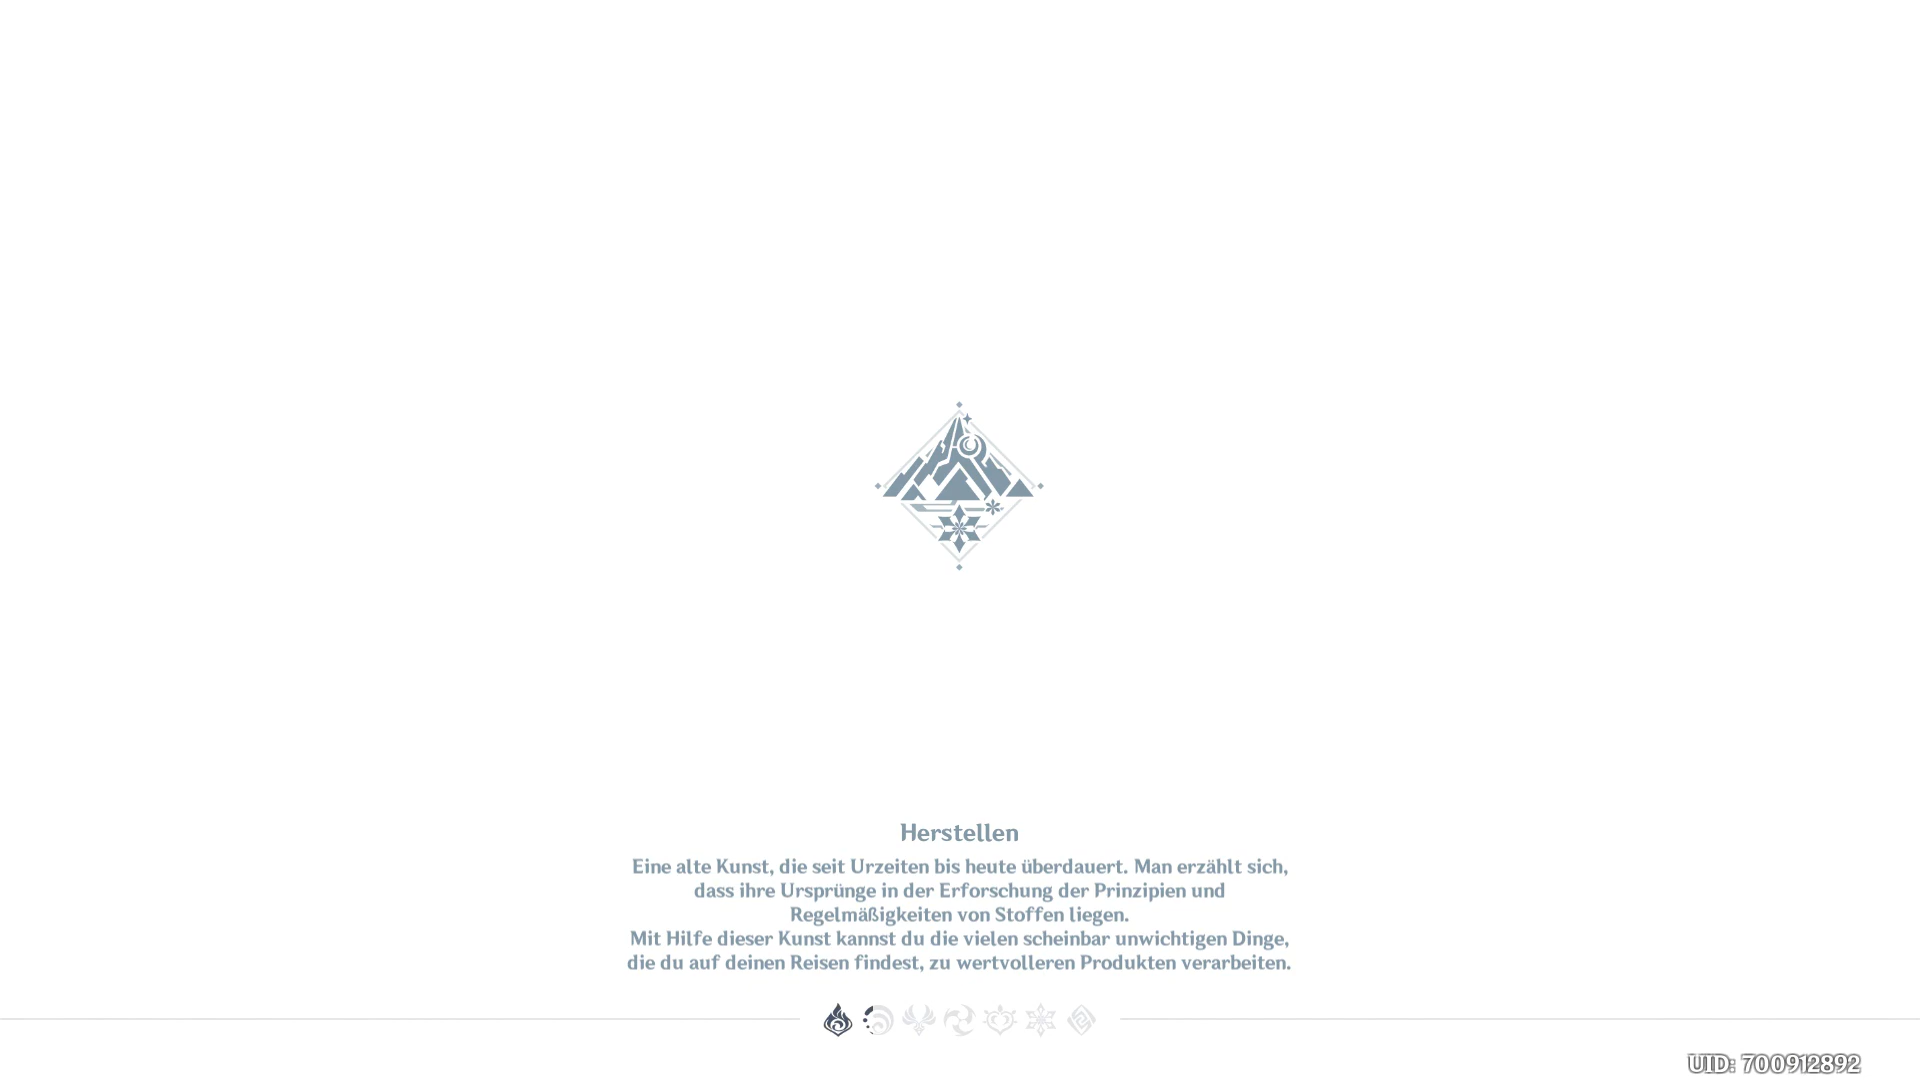 Herstellen
Eine alte Kunst, die seit Urzeiten bis heute überdauert. Man erzählt sich,
dass ihre Ursprünge in der Erforschung der Prinzipien und
Regelmäßigkeiten von Stoffen liegen.
Mit Hilfe dieser Kunst kannst du die vielen scheinbar unwichtigen Dinge,
die du auf deinen Reisen findest, zu wertvolleren Produkten verarbeiten.
UID: 700912892